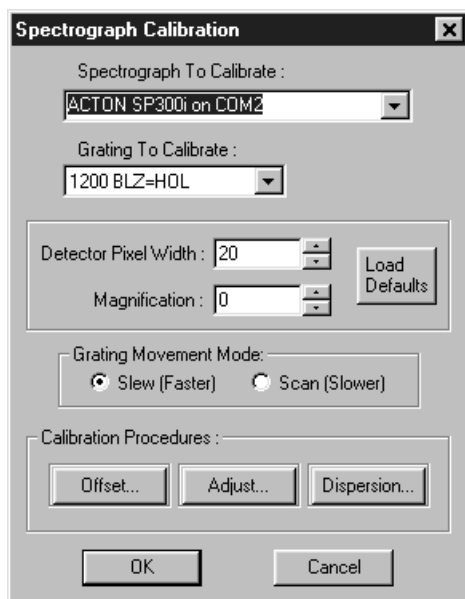 Spectrograph Calibration
Spectrograph To Calibrate :
ACTON SP300i on COM2
Grating To Calibrate :
1200 BLZ=HOL
Detector Pixel Width : 20
Magnification : 0
Load
Defaults
Grating Movement Mode:
Slew (Faster) Scan (Slower)
Calibration Procedures :
Offset... Adjust... Dispersion...
OK Cancel